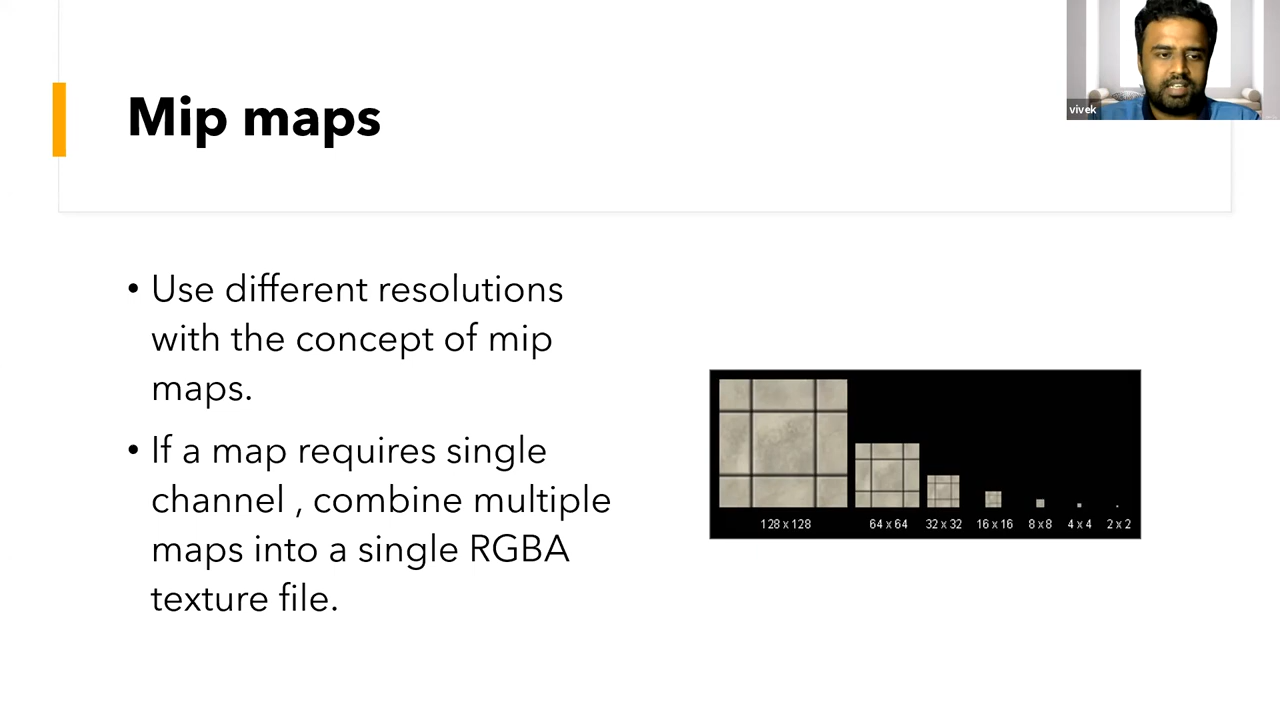 Mip maps
vivek
• Use different resolutions
with the concept of mip
maps.
• If a map requires single
channel , combine multiple
maps into a single RGBA
texture file.
128 x 128 64 x 64 32 x 32 16 x 16 8 x 8 4 x 4 2 x 2